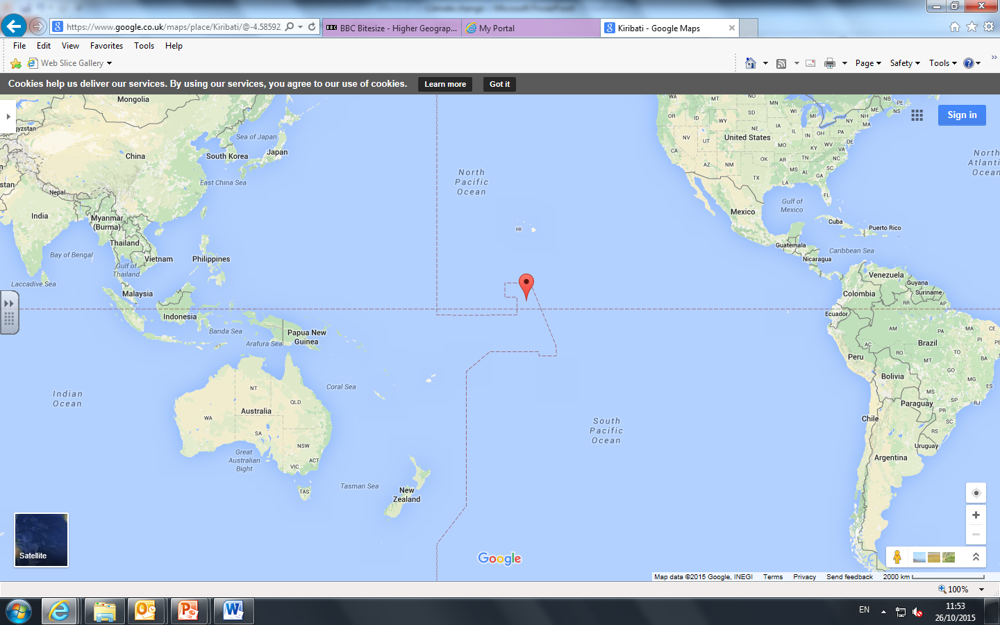 Climate change - Microsoft PowerPoint
https://www.google.co.uk/maps/place/Kiribati/@-4.58592
BBC Bitesize - Higher Geograp...
My Portal
Kiribati - Google Maps
File Edit View Favorites Tools Help
Web Slice Gallery
Page Safety Tools
Cookies help us deliver our services. By using our services, you agree to our use of cookies. Learn more Got it
Sign in
Mongolia
Sea of Japan
China
South Korea
Japan
East China Sea
Nepal
India
Myanmar
(Burma)
Thailand
Vietnam
Philippines
Bay of Bengal
Gulf of
Thailand
Laccadive Sea
Malaysia
Indonesia
Banda Sea
Arafura Sea
Papua New
Guinea
Indian
Ocean
Coral Sea
Australia
NT
QLD
WA
SA
NSW
ACT
VIC
TAS
Great
Australian
Bight
Tasman Sea
New
Zealand
North
Pacific
Ocean
HI
South
Pacific
Ocean
WA
MT
ND
MN
OR
ID
SD
WI
MI
WY
NE
IA
NV
UT
United States
IL
IN
OH
PA
NY
VT
NH
MA
NB
PE
ME
NS
NJ
DE
CA
MO
KY
WV
VA
AZ
NM
OK
AR
TN
NC
SC
TX
MS
AL
GA
LA
FL
North
Atlanti
Ocean
Gulf of
Mexico
Mexico
Cuba
Puerto Rico
Guatemala
Caribbean Sea
Nicaragua
Venezuela
Guyana
Suriname
Colombia
RR
AP
Ecuador
AM
PA
MA
CE
PI
PE
Brazil
AC
RO
TO
BA
Peru
MT
GO
Bolivia
MG
ES
MS
Paraguay
SP
RJ
PR
SC
Chile
RS
Uruguay
Argentina
Satellite
Google
Map data ©2015 Google, INEGI Terms Privacy Send feedback 2000 km
100%
EN
11:53
26/10/2015